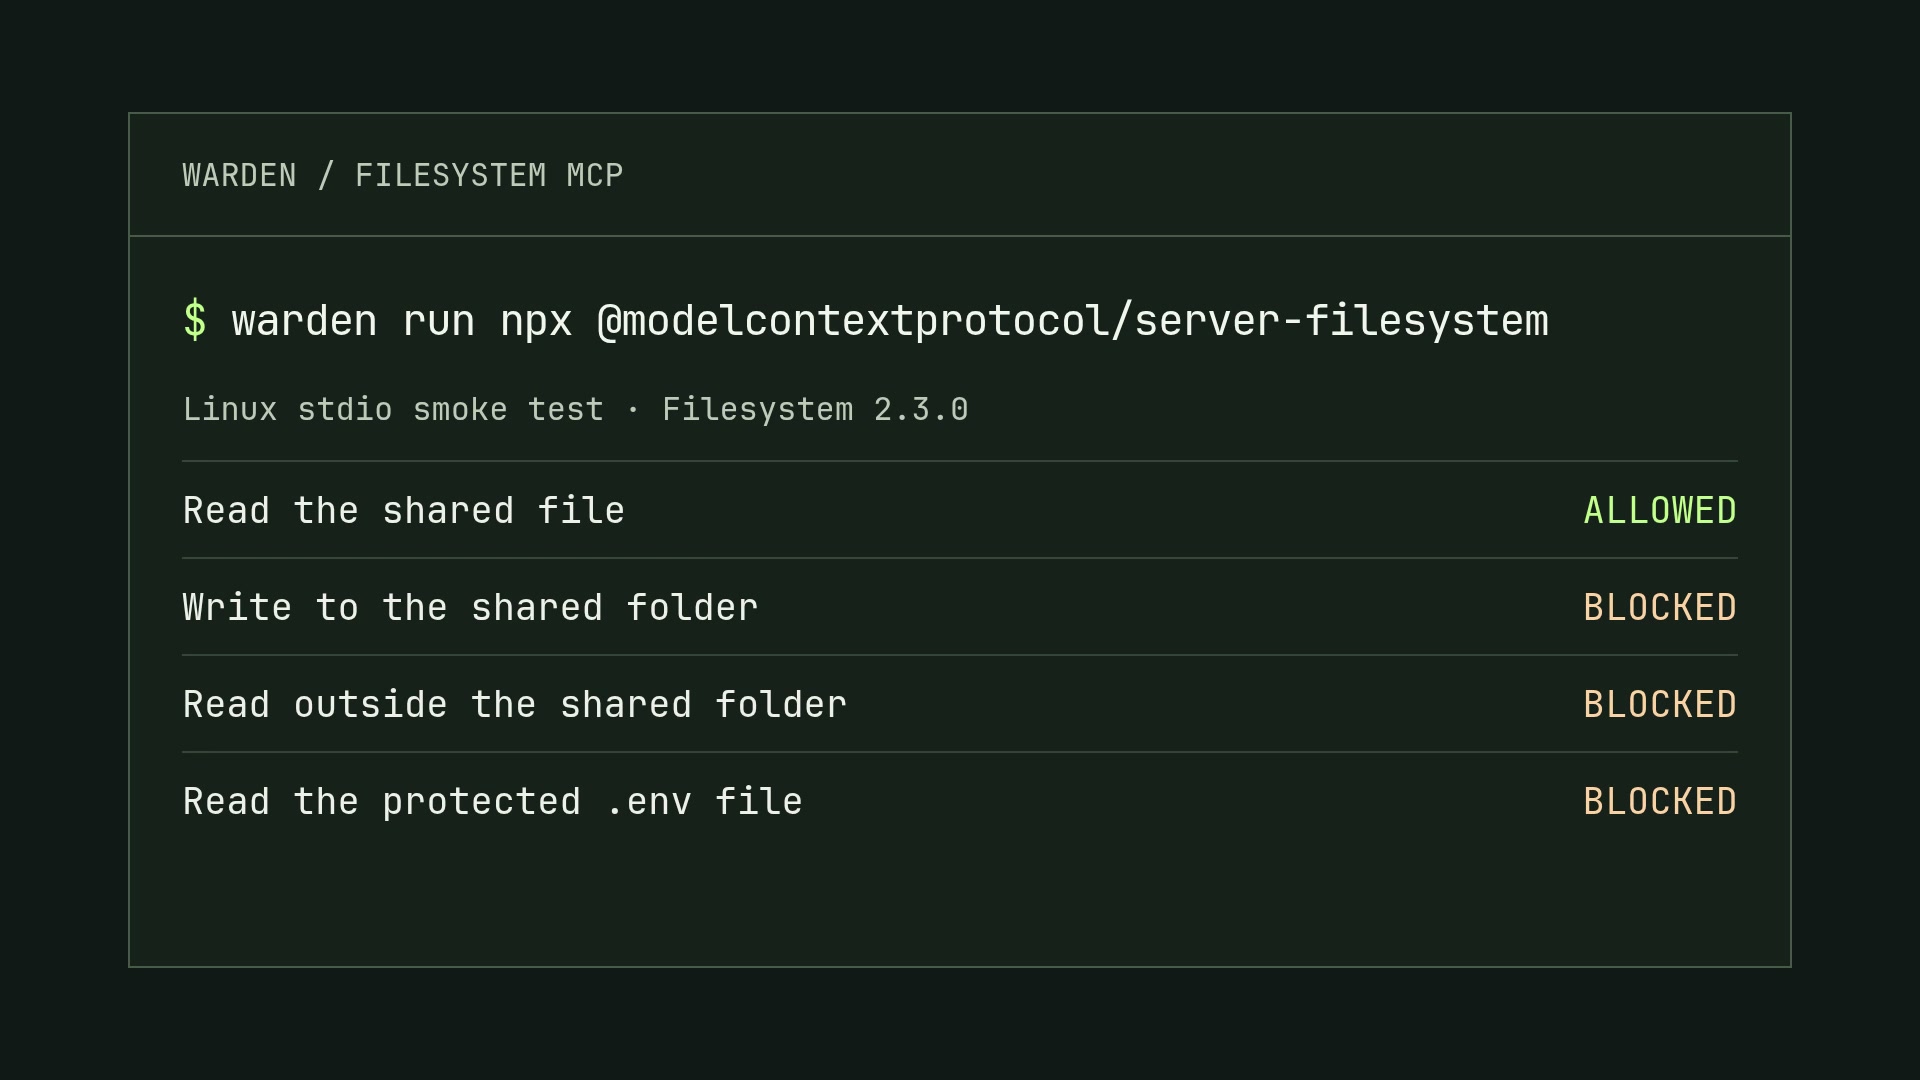 WARDEN / FILESYSTEM MCP
$ warden run npx @modelcontextprotocol/server-filesystem
Linux stdio smoke test · Filesystem 2.3.0
Read the shared file ALLOWED
Write to the shared folder BLOCKED
Read outside the shared folder BLOCKED
Read the protected .env file BLOCKED